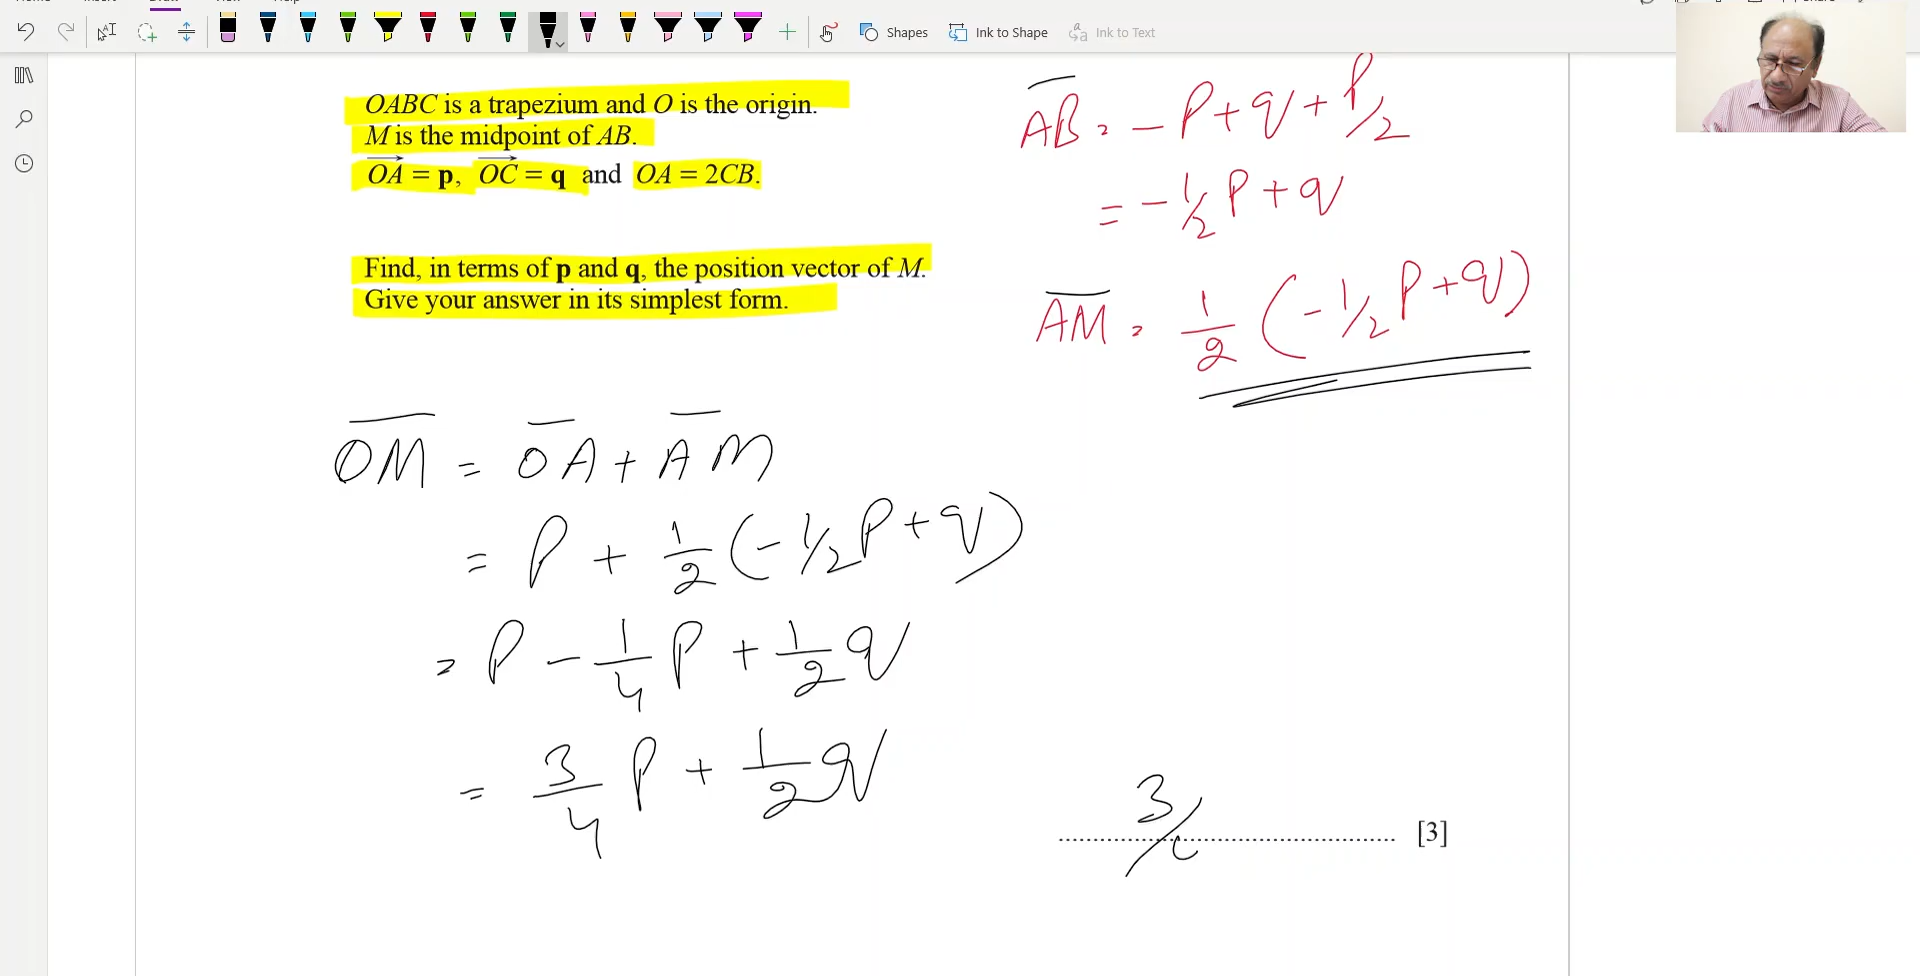 Shapes Ink to Shape Ink to Text
OABC is a trapezium and O is the origin.
M is the midpoint of AB.
OA = p, OC = q and OA = 2CB.
Find, in terms of p and q, the position vector of M.
Give your answer in its simplest form.
AB = -P+q+P/2
= -1/2 P+q
AM = 1/2 (-1/2 P+q)
OM = OA + AM
= P + 1/2 (-1/2 P+q)
= P - 1/4 P + 1/2 q
= 3/4 P + 1/2 q
3/
[3]